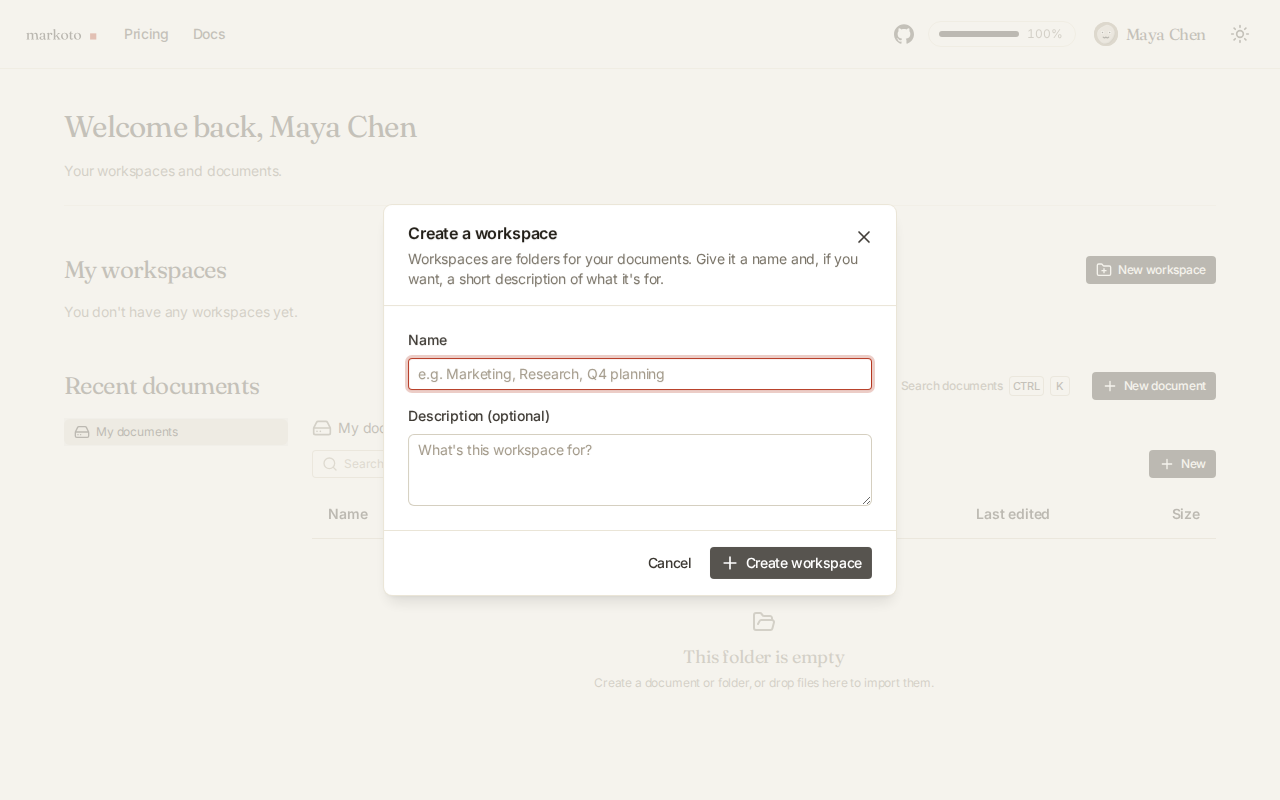 markoto
Pricing
Docs
100%
Maya Chen
Welcome back, Maya Chen
Your workspaces and documents.
Create a workspace
Workspaces are folders for your documents. Give it a name and, if you
want, a short description of what it's for.
My workspaces
New workspace
You don't have any workspaces yet.
Name
e.g. Marketing, Research, Q4 planning
Recent documents
Search documents CTRL K
New document
Description (optional)
What's this workspace for?
My documents
My doc
Search
New
Name
Last edited
Size
Cancel
Create workspace
This folder is empty
Create a document or folder, or drop files here to import them.